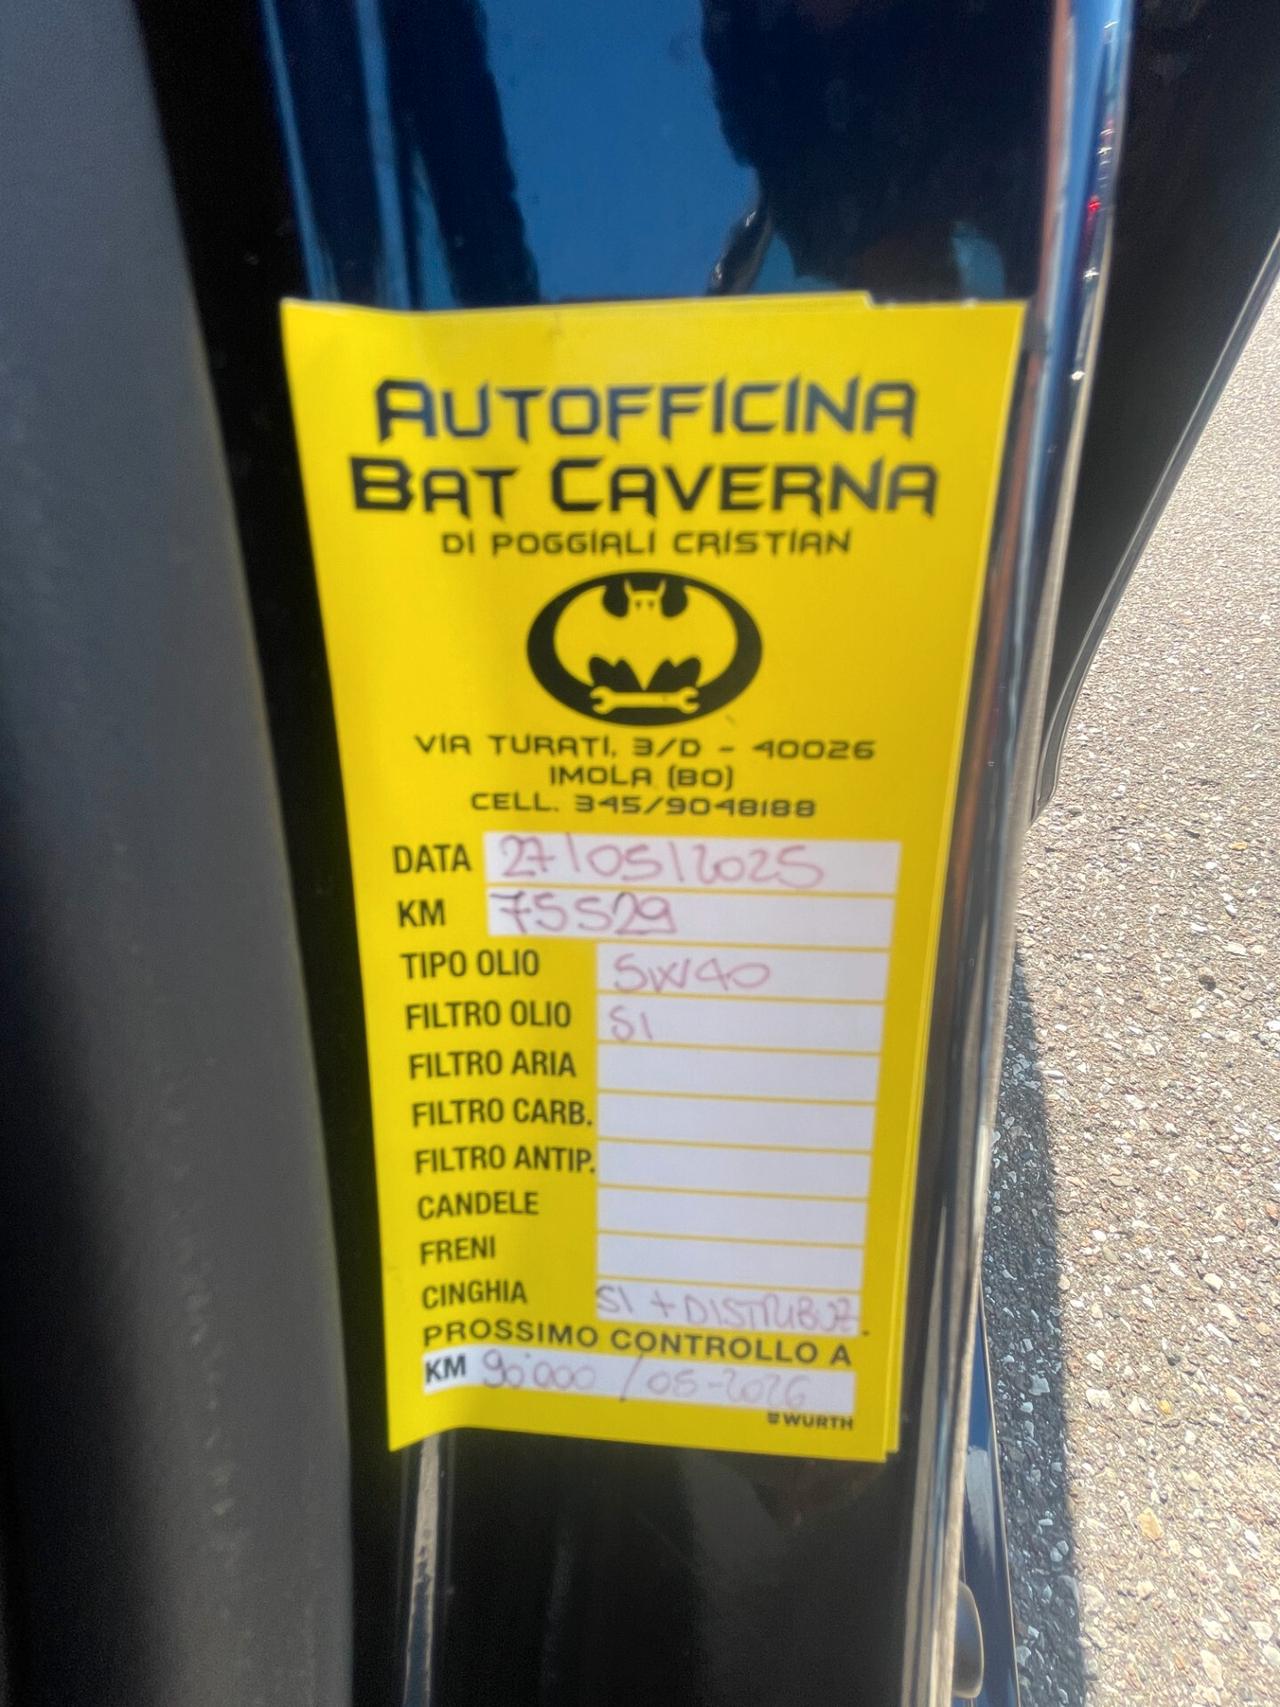 AUTOFFICINA
BAT CAVERNA
DI POGGIALI CRISTIAN
VIA TURATI, 3/D - 40026
IMOLA (BO)
CELL. 345/9048188
DATA 27/05/2025
KM 75529
TIPO OLIO 5W40
FILTRO OLIO SI
FILTRO ARIA
FILTRO CARB.
FILTRO ANTIP.
CANDELE
FRENI
CINGHIA SI + DISTRIBUZ.
PROSSIMO CONTROLLO A
KM 90'000 / 05-2026
WÜRTH